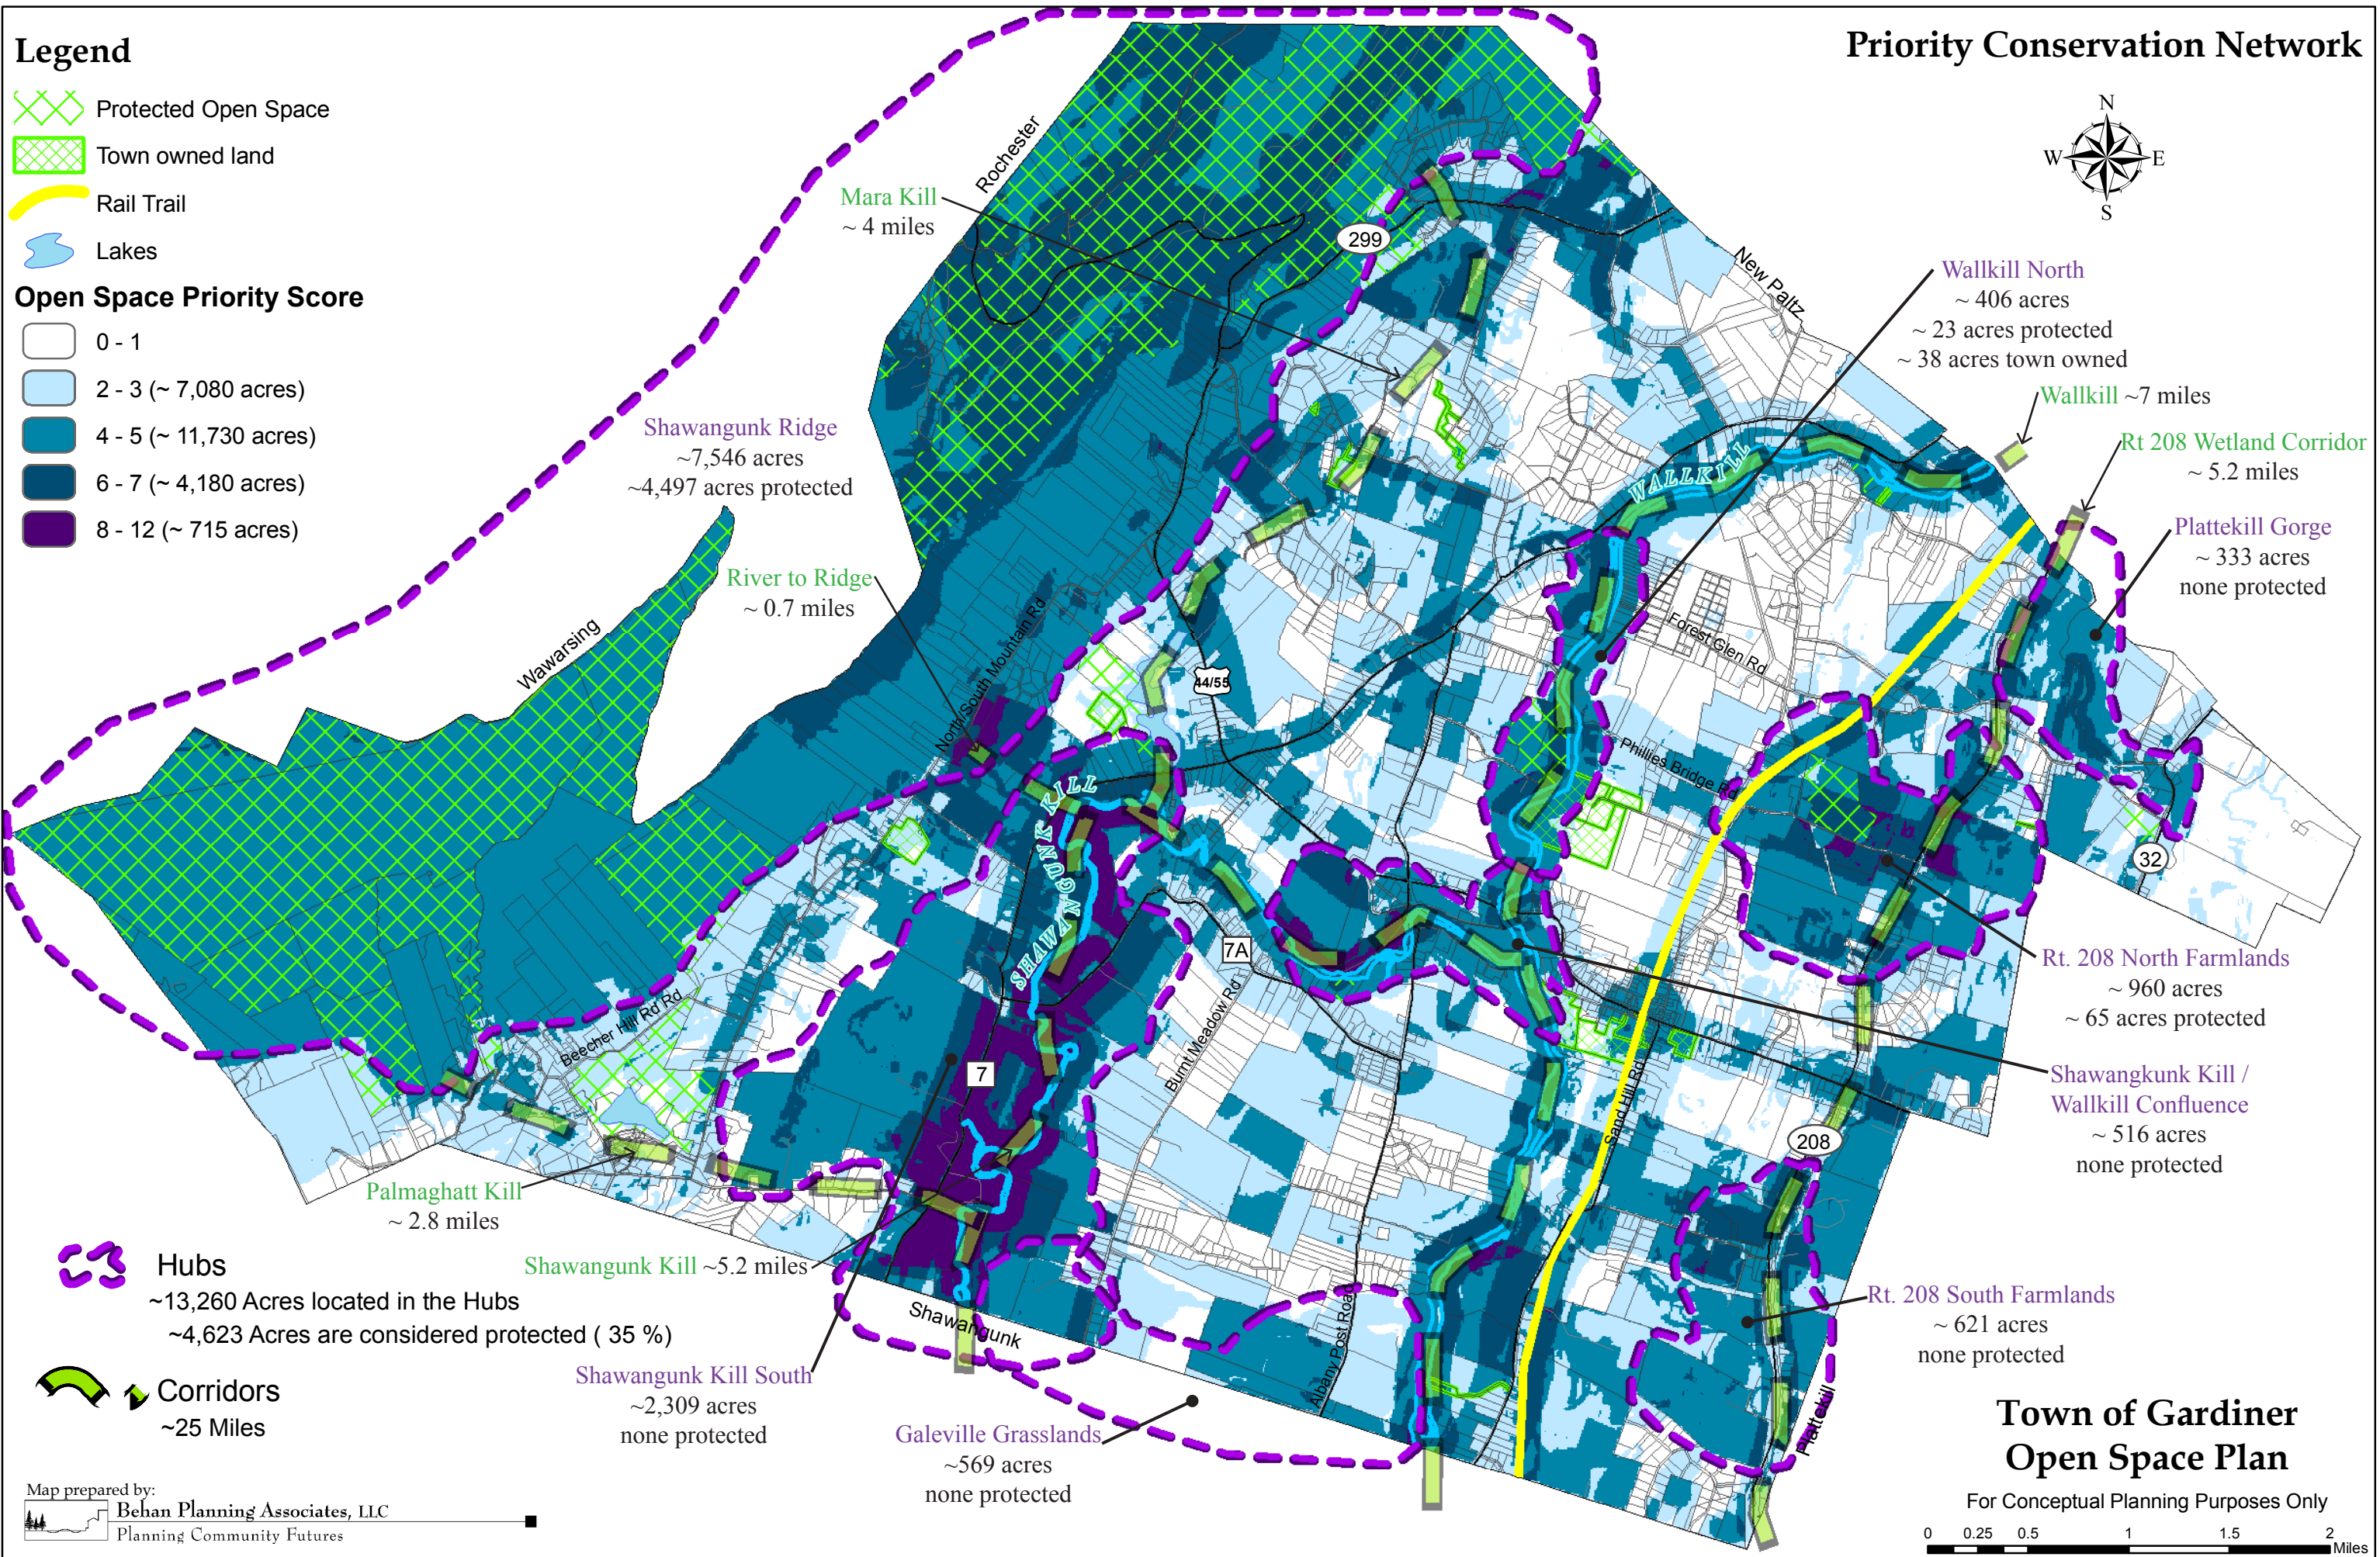 Legend
Protected Open Space
Town owned land
Rail Trail
Lakes
Open Space Priority Score
0 - 1
2 - 3 (~ 7,080 acres)
4 - 5 (~ 11,730 acres)
6 - 7 (~ 4,180 acres)
8 - 12 (~ 715 acres)
Priority Conservation Network
N
W E
S
Rochester
Mara Kill
~ 4 miles
299
New Paltz
Wallkill North
~ 406 acres
~ 23 acres protected
~ 38 acres town owned
Wallkill ~7 miles
Rt 208 Wetland Corridor
~ 5.2 miles
Plattekill Gorge
~ 333 acres
none protected
Shawangunk Ridge
~7,546 acres
~4,497 acres protected
WALLKILL
River to Ridge
~ 0.7 miles
Wawarsing
North/South Mountain Rd
44/55
Forest Glen Rd
Phillies Bridge Rd
SHAWANGUNK KILL
32
7A
Rt. 208 North Farmlands
~ 960 acres
~ 65 acres protected
Beecher Hill Rd Rd
Burnt Meadow Rd
7
Sand Hill Rd
Shawangkunk Kill /
Wallkill Confluence
~ 516 acres
none protected
208
Palmaghatt Kill
~ 2.8 miles
Shawangunk Kill ~5.2 miles
Hubs
~13,260 Acres located in the Hubs
~4,623 Acres are considered protected ( 35 %)
Shawangunk
Albany Post Road
Rt. 208 South Farmlands
~ 621 acres
none protected
Corridors
~25 Miles
Shawangunk Kill South
~2,309 acres
none protected
Galeville Grasslands
~569 acres
none protected
Plattekill
Town of Gardiner
Open Space Plan
For Conceptual Planning Purposes Only
0 0.25 0.5 1 1.5 2
Miles
Map prepared by:
Behan Planning Associates, LLC
Planning Community Futures